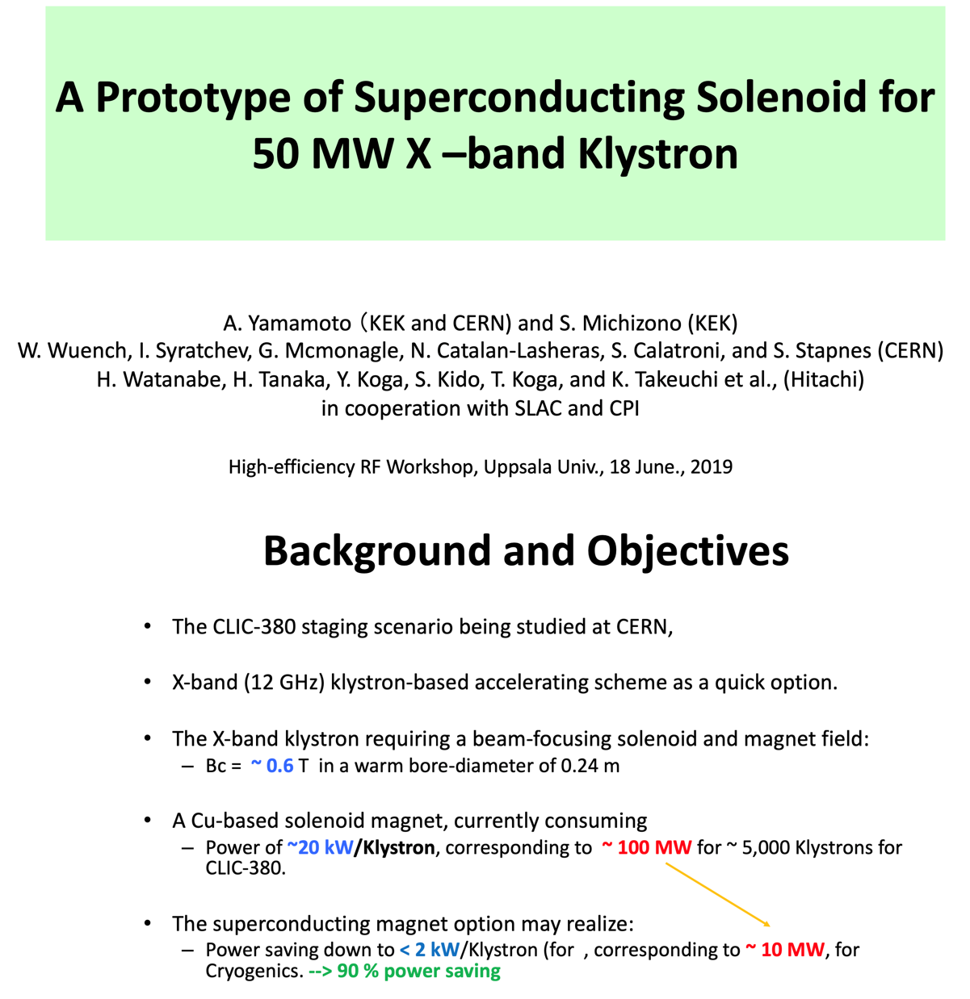 A Prototype of Superconducting Solenoid for
50 MW X –band Klystron
A. Yamamoto （KEK and CERN) and S. Michizono (KEK)
W. Wuench, I. Syratchev, G. Mcmonagle, N. Catalan-Lasheras, S. Calatroni, and S. Stapnes (CERN)
H. Watanabe, H. Tanaka, Y. Koga, S. Kido, T. Koga, and K. Takeuchi et al., (Hitachi)
in cooperation with SLAC and CPI
High-efficiency RF Workshop, Uppsala Univ., 18 June., 2019
Background and Objectives
• The CLIC-380 staging scenario being studied at CERN,
• X-band (12 GHz) klystron-based accelerating scheme as a quick option.
• The X-band klystron requiring a beam-focusing solenoid and magnet field:
– Bc = ~ 0.6 T in a warm bore-diameter of 0.24 m
• A Cu-based solenoid magnet, currently consuming
– Power of ~20 kW/Klystron, corresponding to ~ 100 MW for ~ 5,000 Klystrons for
CLIC-380.
• The superconducting magnet option may realize:
– Power saving down to < 2 kW/Klystron (for , corresponding to ~ 10 MW, for
Cryogenics. --> 90 % power saving